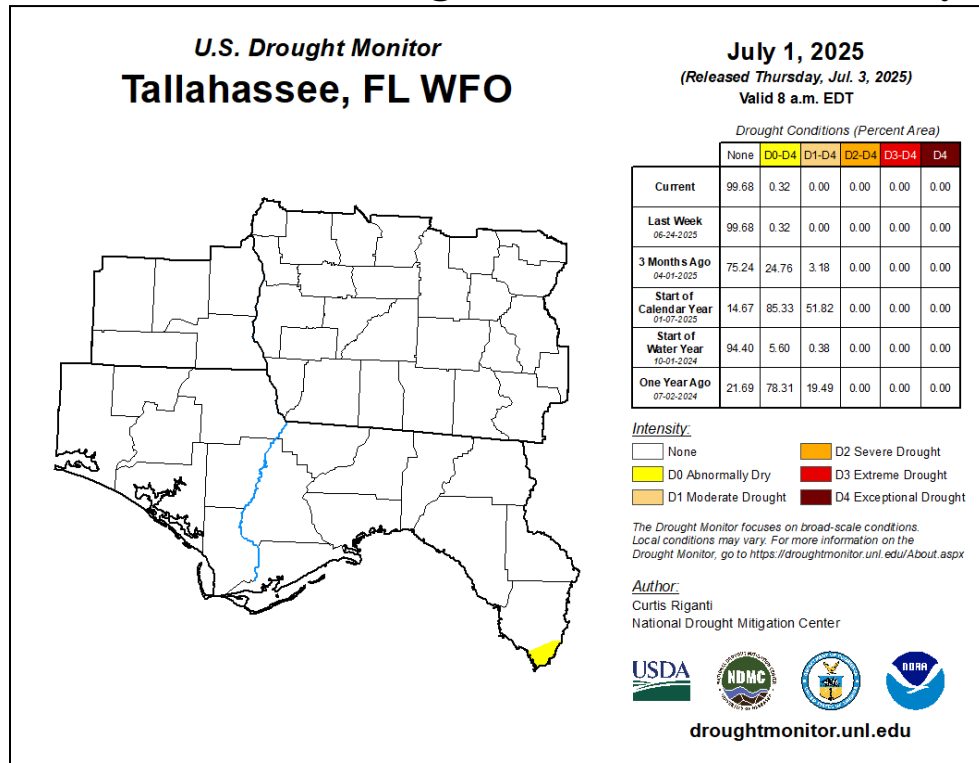 U.S. Drought Monitor
Tallahassee, FL WFO
July 1, 2025
(Released Thursday, Jul. 3, 2025)
Valid 8 a.m. EDT
Drought Conditions (Percent Area)
None D0-D4 D1-D4 D2-D4 D3-D4 D4
Current 99.68 0.32 0.00 0.00 0.00 0.00
Last Week
06-24-2025 99.68 0.32 0.00 0.00 0.00 0.00
3 Months Ago
04-01-2025 75.24 24.76 3.18 0.00 0.00 0.00
Start of
Calendar Year
01-07-2025 14.67 85.33 51.82 0.00 0.00 0.00
Start of
Water Year
10-01-2024 94.40 5.60 0.38 0.00 0.00 0.00
One Year Ago
07-02-2024 21.69 78.31 19.49 0.00 0.00 0.00
Intensity:
None
D0 Abnormally Dry
D1 Moderate Drought
D2 Severe Drought
D3 Extreme Drought
D4 Exceptional Drought
The Drought Monitor focuses on broad-scale conditions.
Local conditions may vary. For more information on the
Drought Monitor, go to https://droughtmonitor.unl.edu/About.aspx
Author:
Curtis Riganti
National Drought Mitigation Center
USDA
NDMC
NOAA
droughtmonitor.unl.edu